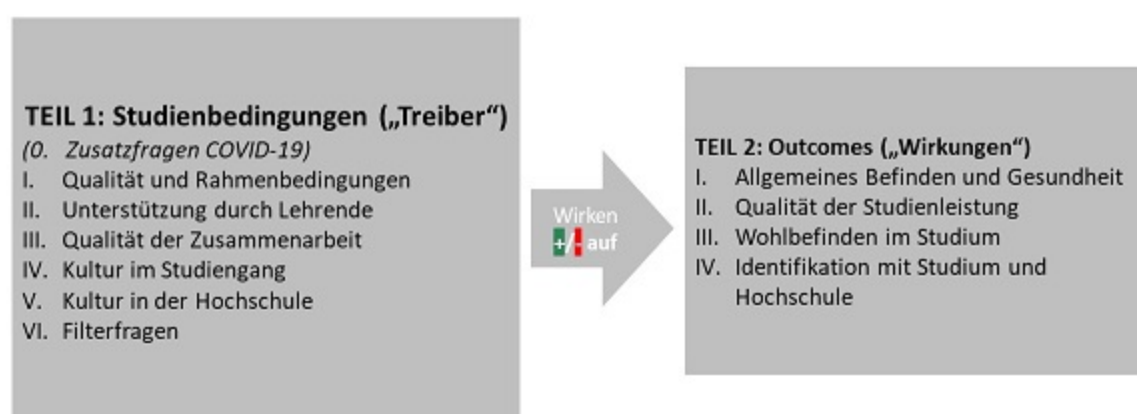 TEIL 1: Studienbedingungen („Treiber“)
(0. Zusatzfragen COVID-19)
I. Qualität und Rahmenbedingungen
II. Unterstützung durch Lehrende
III. Qualität der Zusammenarbeit
IV. Kultur im Studiengang
V. Kultur in der Hochschule
VI. Filterfragen
Wirken
+/- auf
TEIL 2: Outcomes („Wirkungen“)
I. Allgemeines Befinden und Gesundheit
II. Qualität der Studienleistung
III. Wohlbefinden im Studium
IV. Identifikation mit Studium und
Hochschule